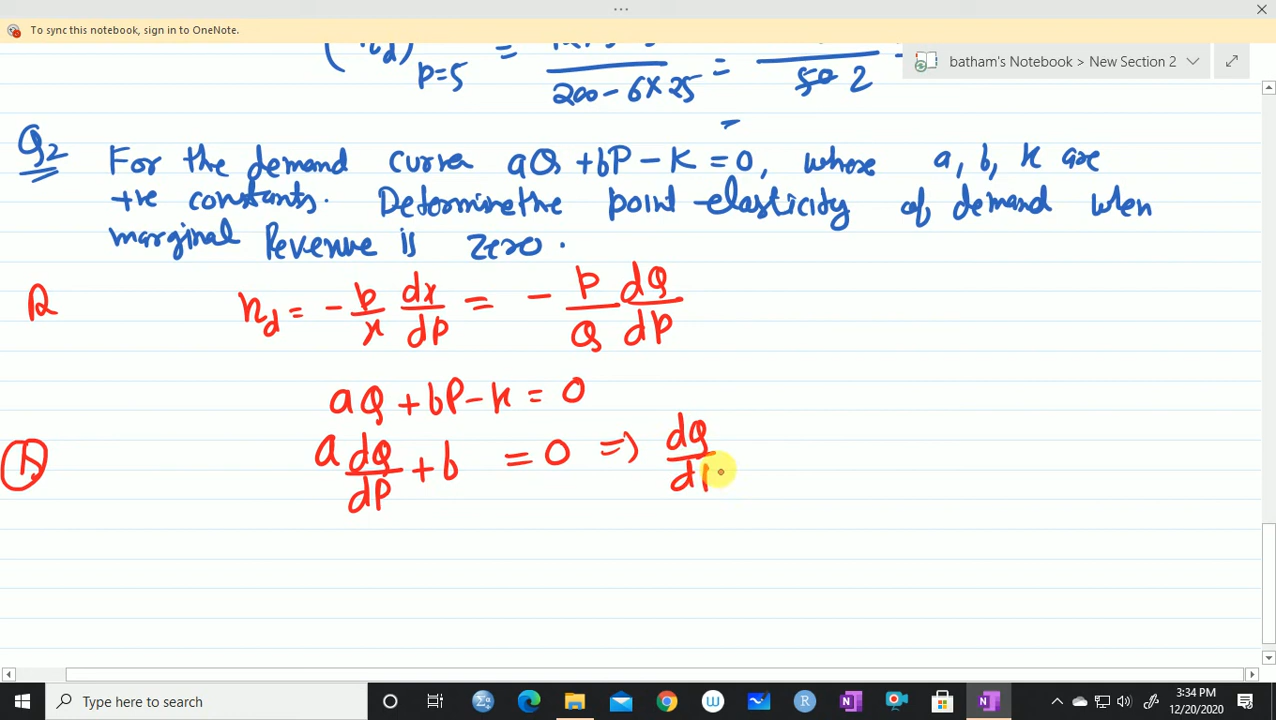 To sync this notebook, sign in to OneNote.
batham's Notebook > New Section 2
p=5 = 200-6x25 = 50 2
Q2 For the demand curve aQ +bP - K = 0, whose a, b, K are
+ve constants. Determine the point elasticity of demand when
marginal Revenue is zero.
n_d = - p/x dx/dp = - p/Q dQ/dp
aQ + bP - K = 0
a dQ/dP + b = 0 ⇒ dQ/d
Type here to search
3:34 PM
12/20/2020